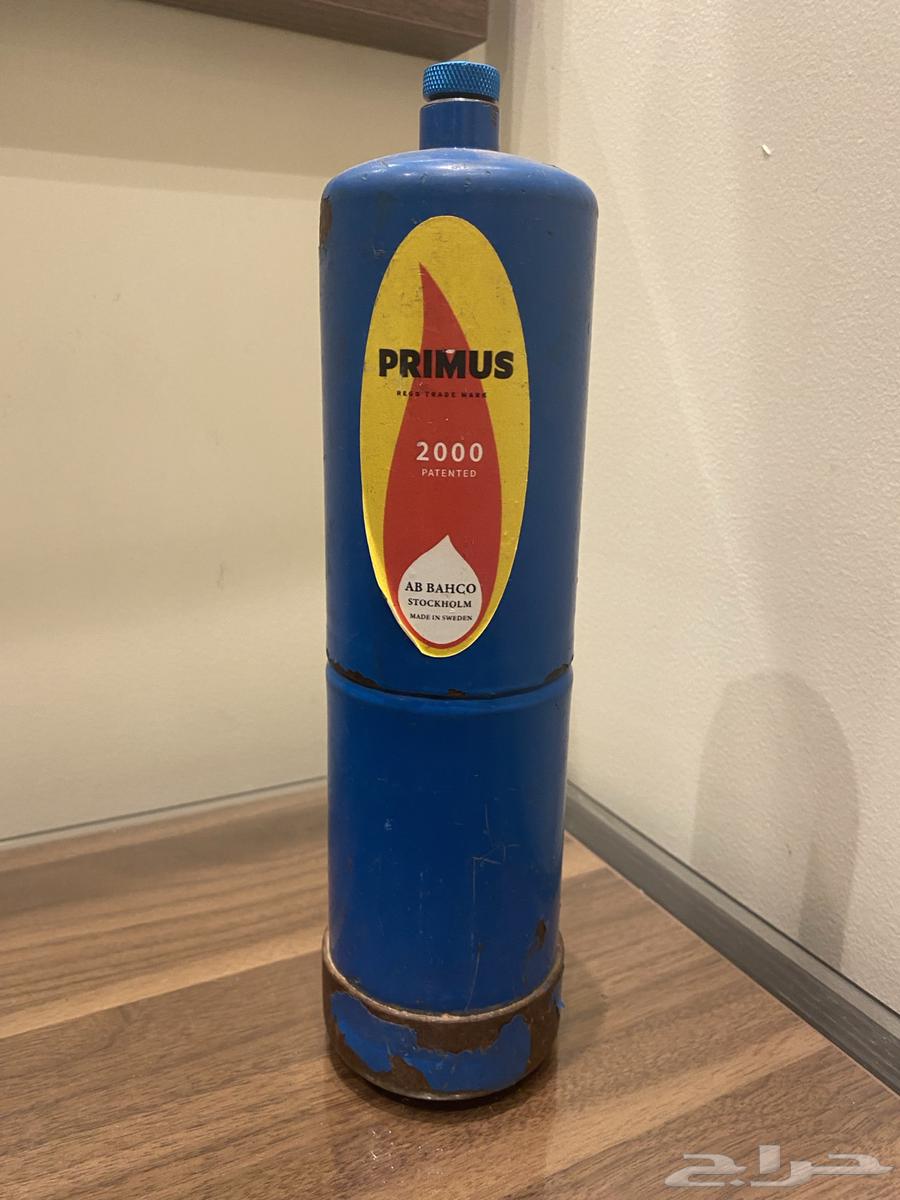 PRIMUS
REGD TRADE MARK
2000
PATENTED
AB BAHCO
STOCKHOLM
MADE IN SWEDEN
حراج